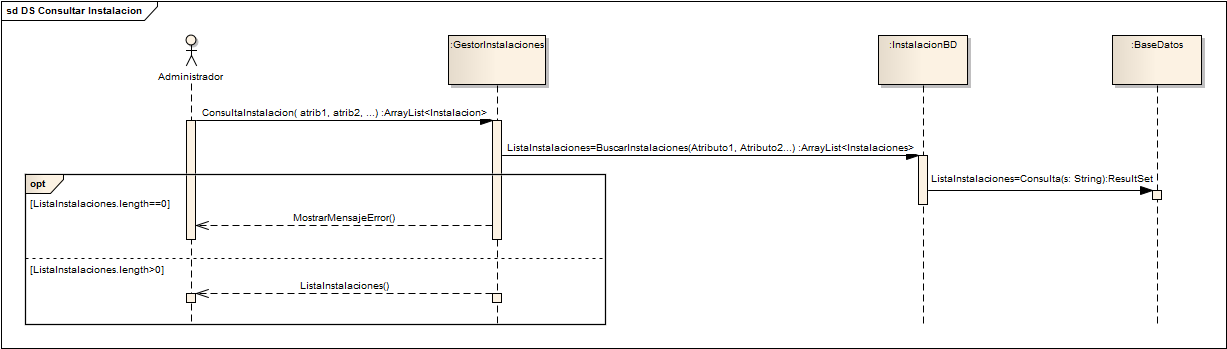 sd DS Consultar Instalacion
:GestorInstalaciones
:InstalacionBD
:BaseDatos
Administrador
ConsultaInstalacion( atrib1, atrib2, ...) :ArrayList<Instalacion>
ListaInstalaciones=BuscarInstalaciones(Atributo1, Atributo2...) :ArrayList<Instalaciones>
ListaInstalaciones=Consulta(s: String):ResultSet
opt
[ListaInstalaciones.length==0]
MostrarMensajeError()
[ListaInstalaciones.length>0]
ListaInstalaciones()